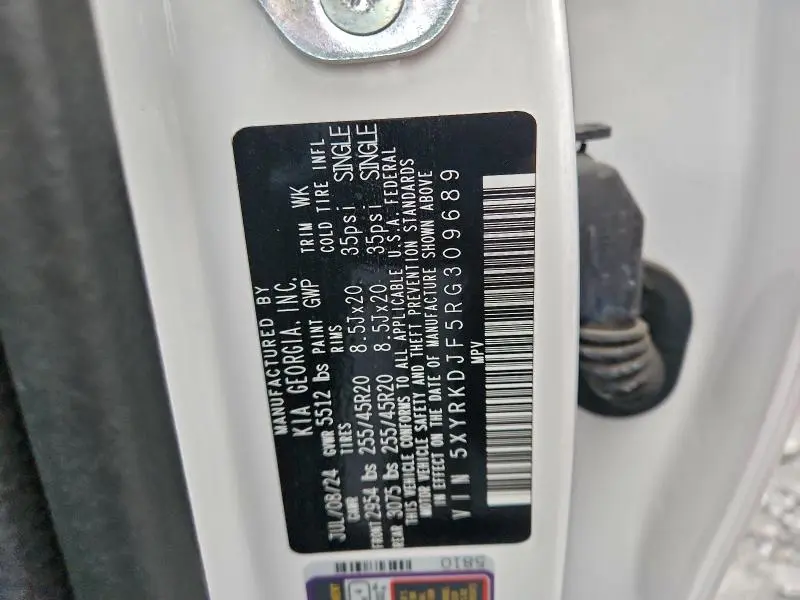 MANUFACTURED BY
KIA GEORGIA, INC.
JUL/08/24 GVWR 5512 lbs PAINT GWP TRIM WK
GAWR TIRES RIMS COLD TIRE INFL
FRONT 2954 lbs 255/45R20 8.5Jx20 35psi SINGLE
REAR 3075 lbs 255/45R20 8.5Jx20 35psi SINGLE
THIS VEHICLE CONFORMS TO ALL APPLICABLE U.S.A. FEDERAL
MOTOR VEHICLE SAFETY AND THEFT PREVENTION STANDARDS
IN EFFECT ON THE DATE OF MANUFACTURE SHOWN ABOVE
VIN 5XYRKDJF5RG309689
MPV
5810